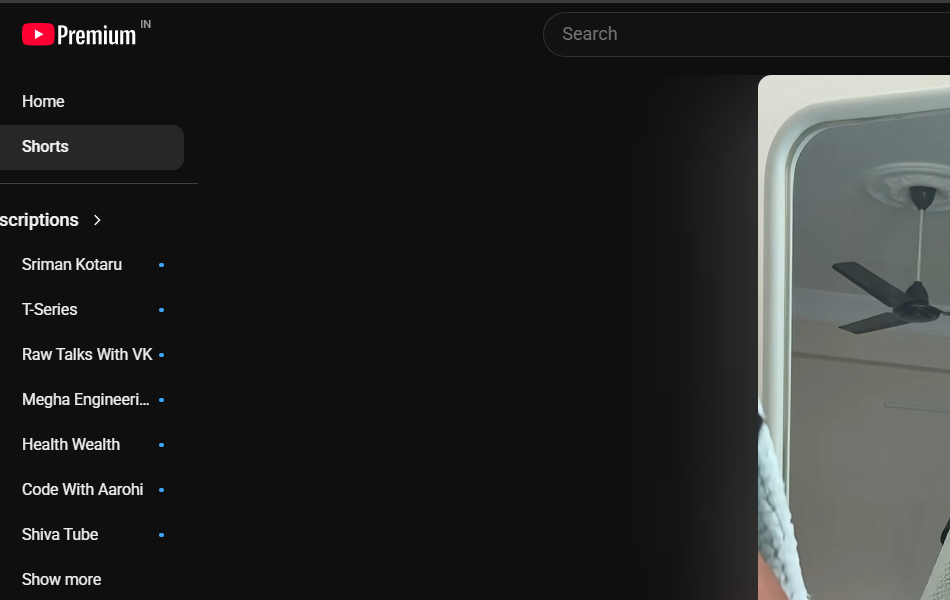 Premium IN
Search
Home
Shorts
scriptions
Sriman Kotaru
T-Series
Raw Talks With VK
Megha Engineeri...
Health Wealth
Code With Aarohi
Shiva Tube
Show more